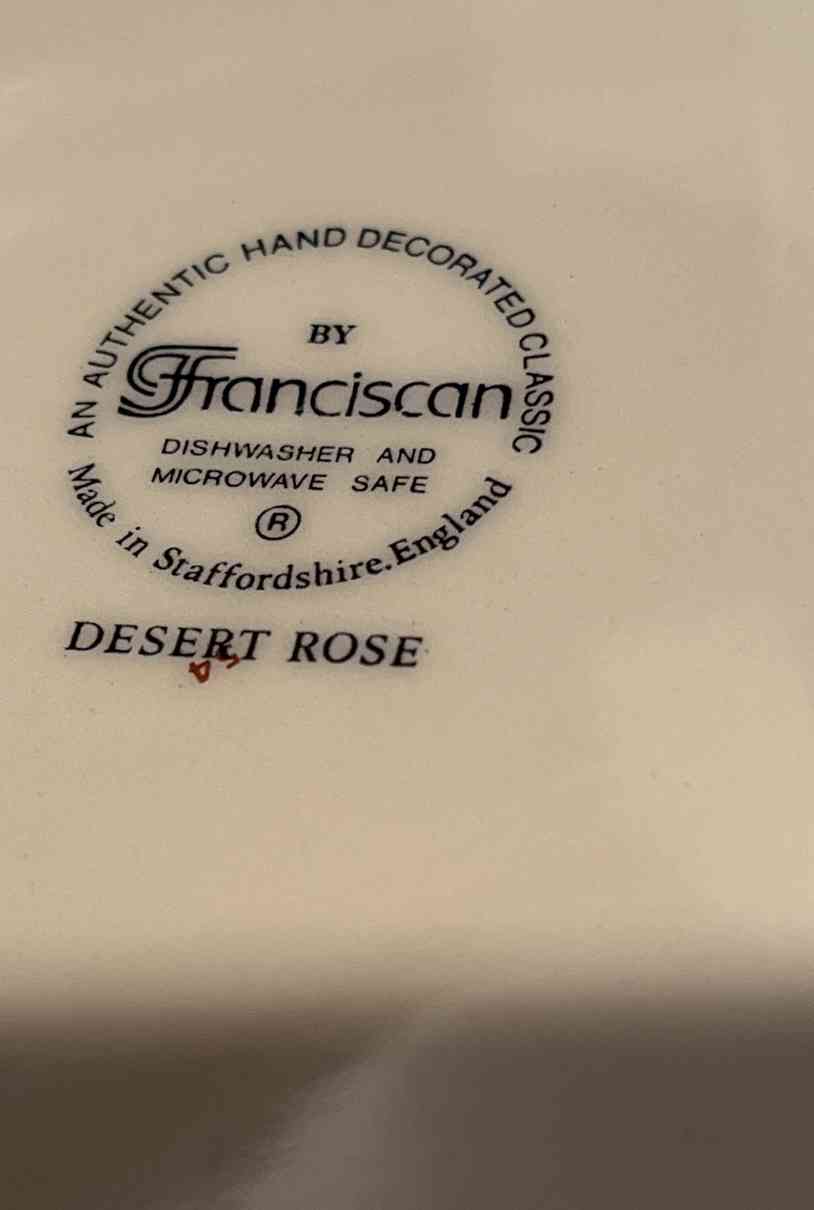 AN AUTHENTIC HAND DECORATED CLASSIC
BY
Franciscan
DISHWASHER AND
MICROWAVE SAFE
®
Made in Staffordshire.England
DESERT ROSE